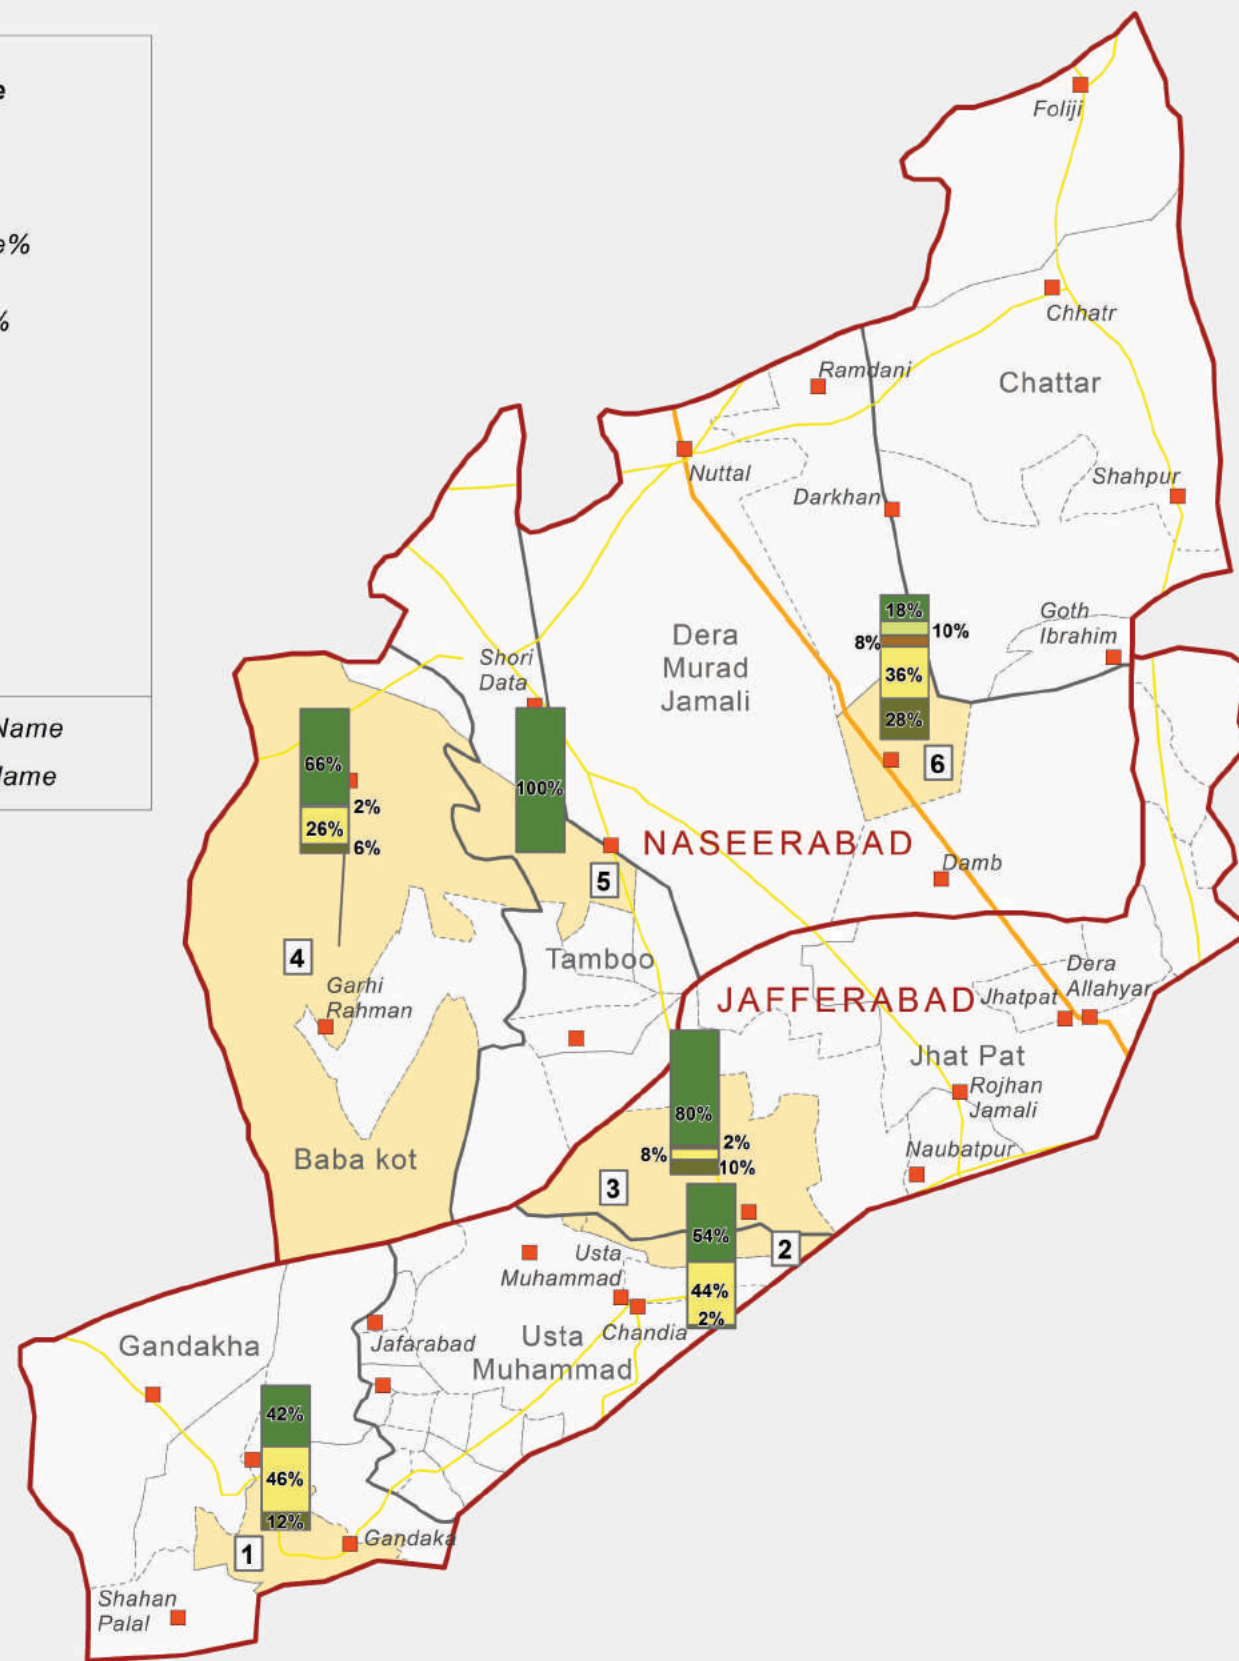 e
e%
%
Name
Name
Foliji
Chhatr
Ramdani
Chattar
Nuttal
Shahpur
Darkhan
18%
10%
8%
36%
28%
6
Goth
Ibrahim
Dera
Murad
Jamali
Shori
Data
66%
2%
26%
6%
100%
NASEERABAD
5
Damb
4
Garhi
Rahman
Tamboo
JAFFERABAD
Jhatpat
Dera
Allahyar
Jhat Pat
Rojhan
Jamali
Naubatpur
80%
2%
8%
10%
Baba kot
3
54%
44%
2%
2
Usta
Muhammad
Chandia
Usta
Muhammad
Gandakha
Jafarabad
42%
46%
12%
1
Gandaka
Shahan
Palal